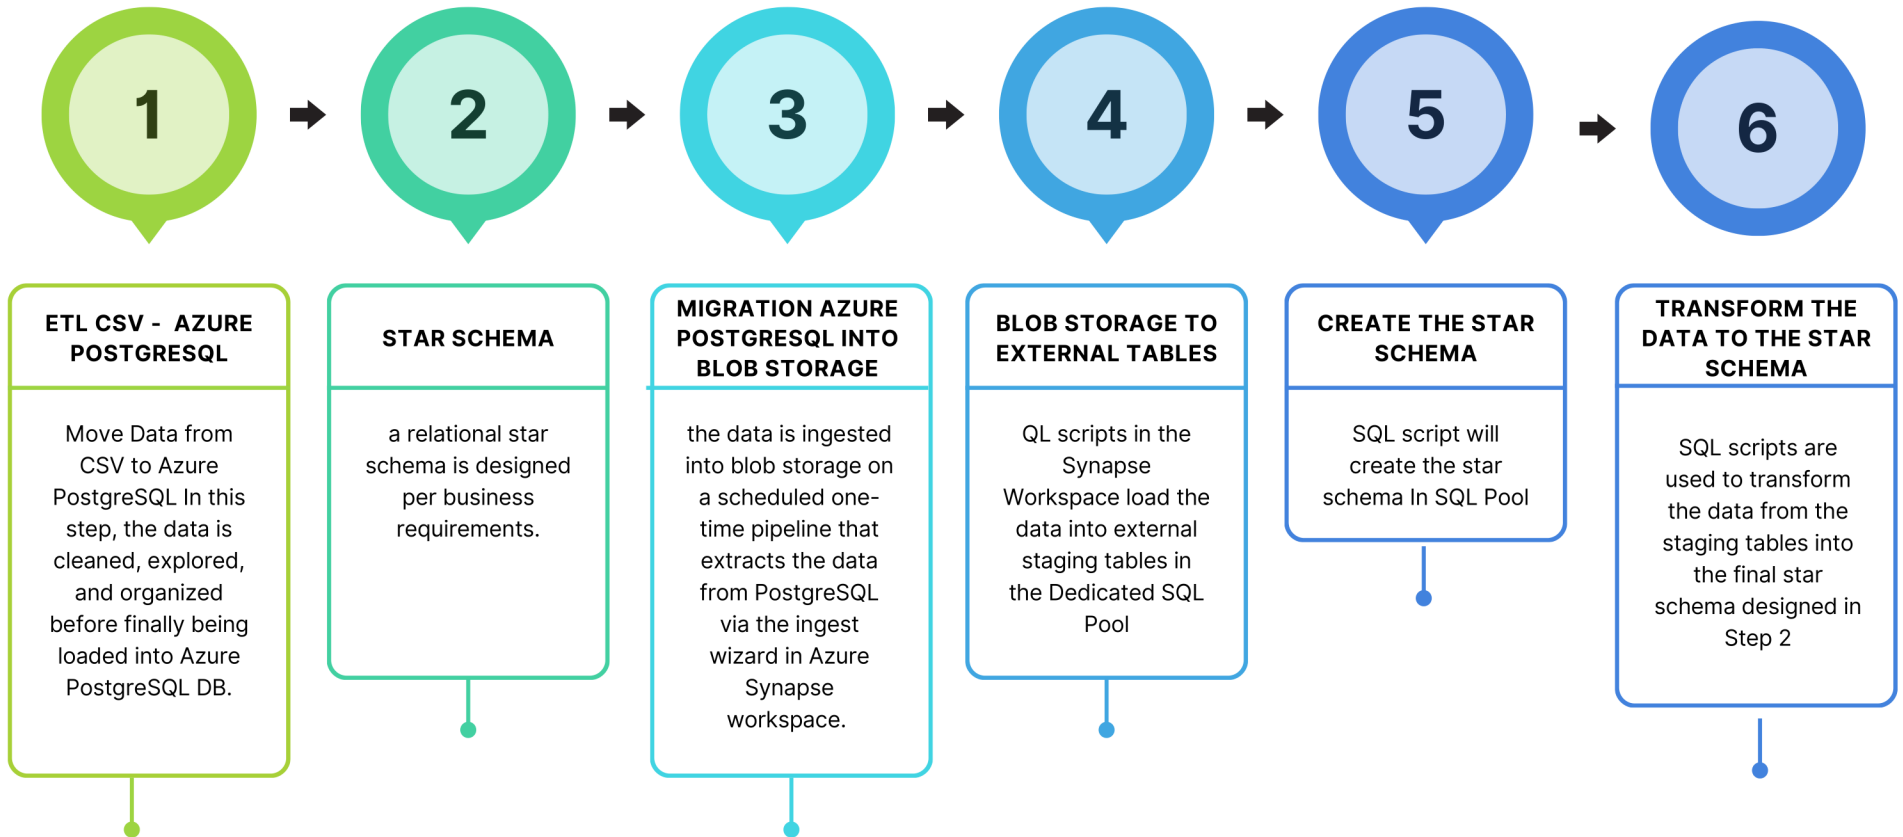 1
2
3
4
5
6
ETL CSV - AZURE
POSTGRESQL
Move Data from
CSV to Azure
PostgreSQL In this
step, the data is
cleaned, explored,
and organized
before finally being
loaded into Azure
PostgreSQL DB.
STAR SCHEMA
a relational star
schema is designed
per business
requirements.
MIGRATION AZURE
POSTGRESQL INTO
BLOB STORAGE
the data is ingested
into blob storage on
a scheduled one-
time pipeline that
extracts the data
from PostgreSQL
via the ingest
wizard in Azure
Synapse
workspace.
BLOB STORAGE TO
EXTERNAL TABLES
QL scripts in the
Synapse
Workspace load the
data into external
staging tables in
the Dedicated SQL
Pool
CREATE THE STAR
SCHEMA
SQL script will
create the star
schema In SQL Pool
TRANSFORM THE
DATA TO THE STAR
SCHEMA
SQL scripts are
used to transform
the data from the
staging tables into
the final star
schema designed in
Step 2